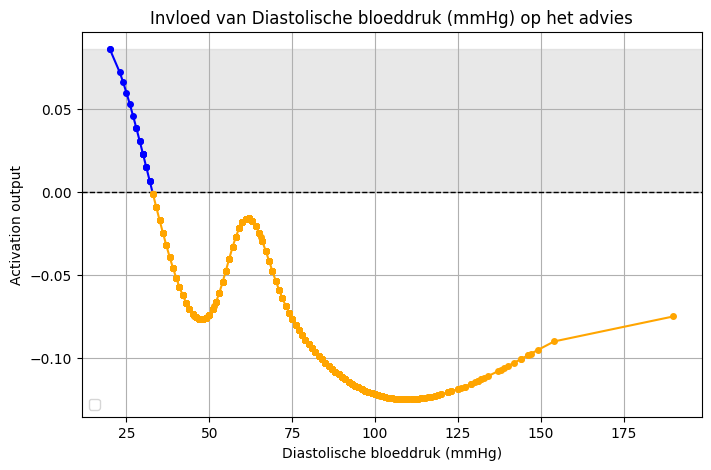 Invloed van Diastolische bloeddruk (mmHg) op het advies
Activation output
0.05
0.00
−0.05
−0.10
25 50 75 100 125 150 175
Diastolische bloeddruk (mmHg)